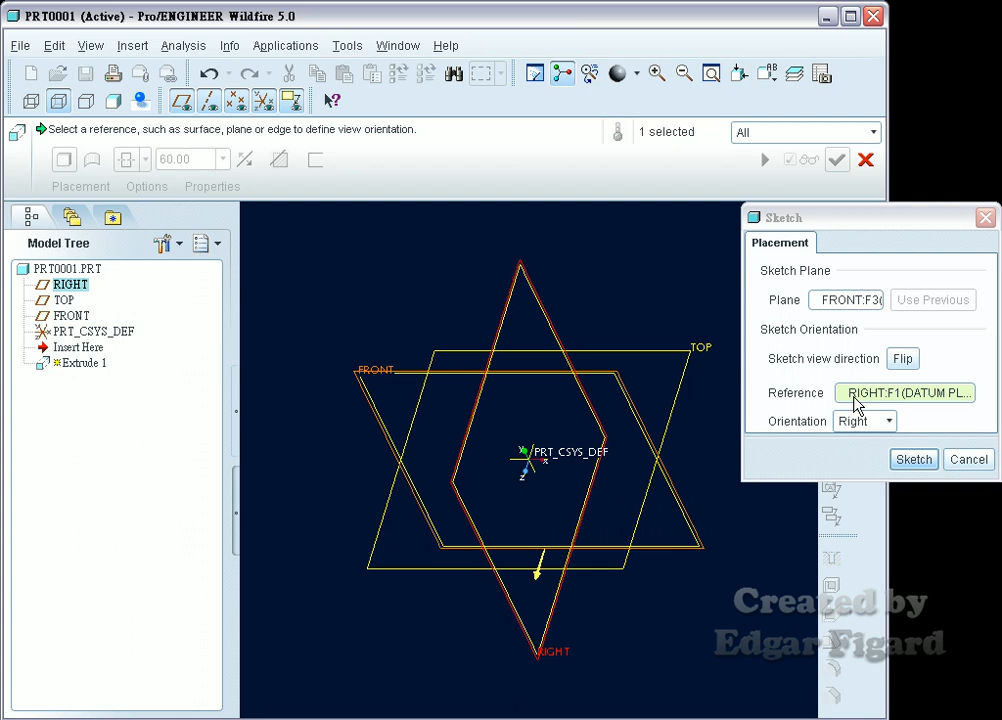 PRT0001 (Active) - Pro/ENGINEER Wildfire 5.0
File Edit View Insert Analysis Info Applications Tools Window Help
Select a reference, such as surface, plane or edge to define view orientation.
1 selected
All
60.00
Placement Options Properties
Model Tree
PRT0001.PRT
RIGHT
TOP
FRONT
PRT_CSYS_DEF
Insert Here
Extrude 1
TOP
FRONT
PRT_CSYS_DEF
Y
X
Z
RIGHT
Sketch
Placement
Sketch Plane
Plane FRONT:F3( Use Previous
Sketch Orientation
Sketch view direction Flip
Reference RIGHT:F1(DATUM PL...
Orientation Right
Sketch Cancel
Created by
Edgar Figard